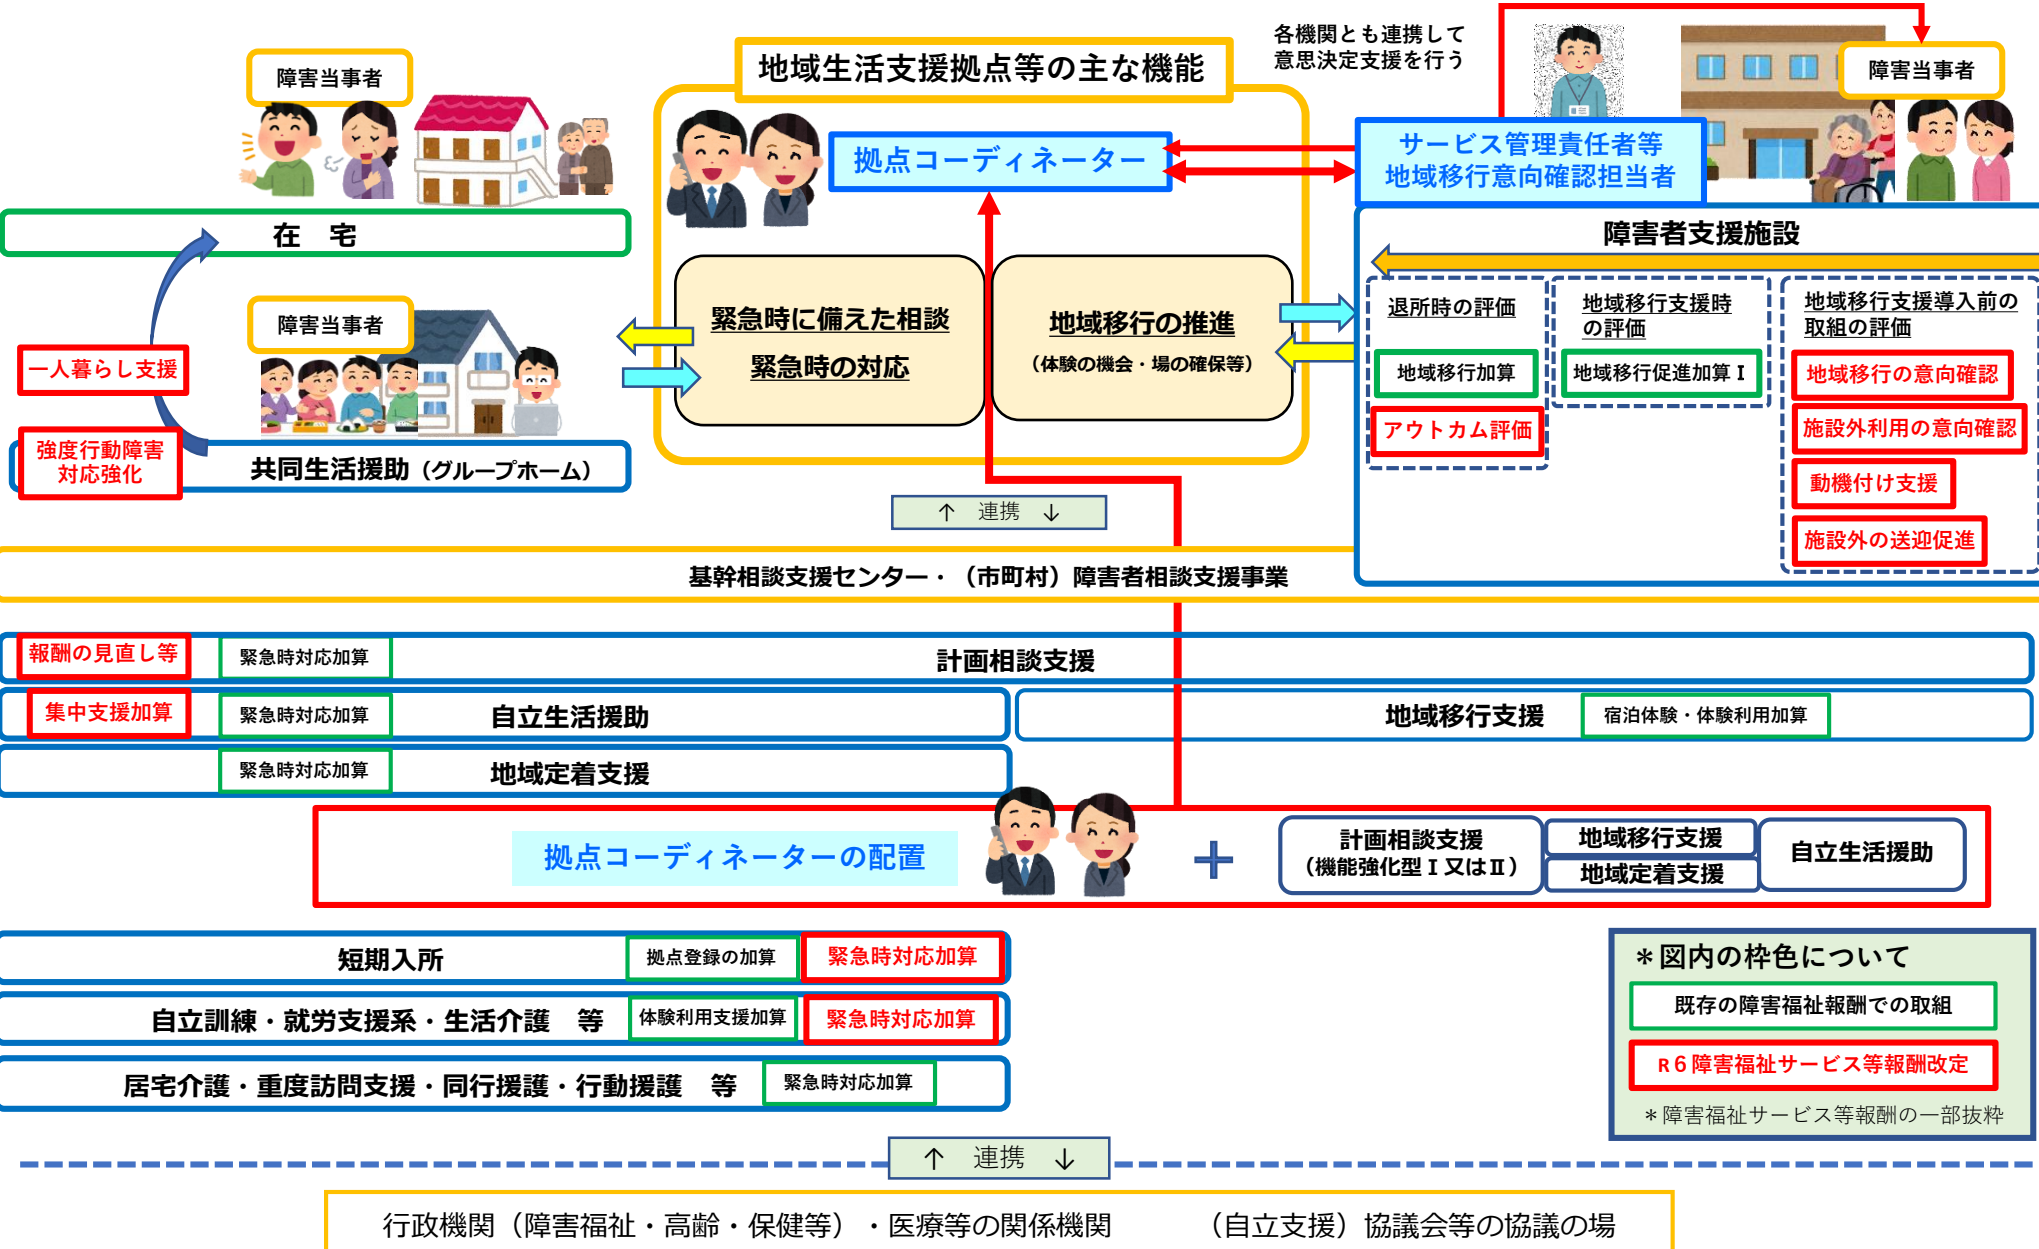 各機関とも連携して
意思決定支援を行う
障害当事者
地域生活支援拠点等の主な機能
障害当事者
拠点コーディネーター
サービス管理責任者等
地域移行意向確認担当者
在　宅
障害者支援施設
障害当事者
緊急時に備えた相談
緊急時の対応
地域移行の推進
（体験の機会・場の確保等）
退所時の評価
地域移行加算
アウトカム評価
地域移行支援時
の評価
地域移行促進加算Ⅰ
地域移行支援導入前の
取組の評価
地域移行の意向確認
施設外利用の意向確認
動機付け支援
施設外の送迎促進
一人暮らし支援
強度行動障害
対応強化
共同生活援助（グループホーム）
↑　連携　↓
基幹相談支援センター・（市町村）障害者相談支援事業
報酬の見直し等　緊急時対応加算　計画相談支援
集中支援加算　緊急時対応加算　自立生活援助
地域移行支援　宿泊体験・体験利用加算
緊急時対応加算　地域定着支援
拠点コーディネーターの配置
＋
計画相談支援
（機能強化型Ⅰ又はⅡ）
地域移行支援
地域定着支援
自立生活援助
短期入所　拠点登録の加算　緊急時対応加算
自立訓練・就労支援系・生活介護　等　体験利用支援加算　緊急時対応加算
居宅介護・重度訪問支援・同行援護・行動援護　等　緊急時対応加算
＊図内の枠色について
既存の障害福祉報酬での取組
R６障害福祉サービス等報酬改定
＊障害福祉サービス等報酬の一部抜粋
↑　連携　↓
行政機関（障害福祉・高齢・保健等）・医療等の関係機関　　（自立支援）協議会等の協議の場